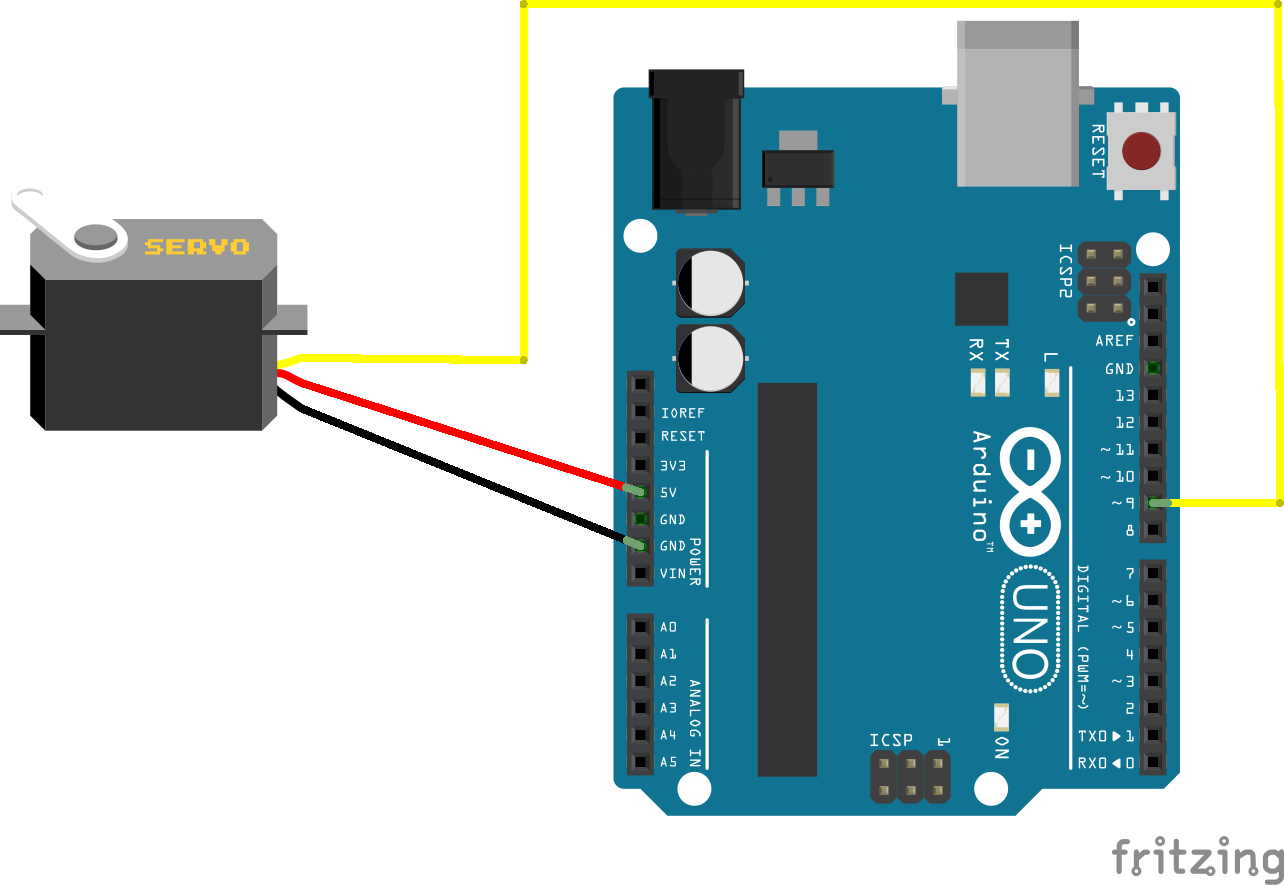 SERVO
RESET
ICSP2
AREF
GND
13
12
~11
~10
~9
8
RX
TX
L
IOREF
RESET
3V3
5V
GND
GND
VIN
POWER
Arduino™
UNO
7
~6
~5
4
~3
2
TX0▶1
RX0◀0
DIGITAL (PWM=~)
A0
A1
A2
A3
A4
A5
ANALOG IN
ICSP
1
ON
fritzing